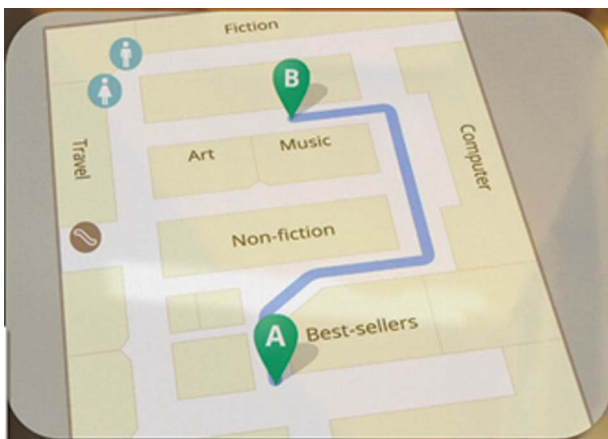 Fiction
B
Art
Music
Travel
Computer
Non-fiction
A
Best-sellers